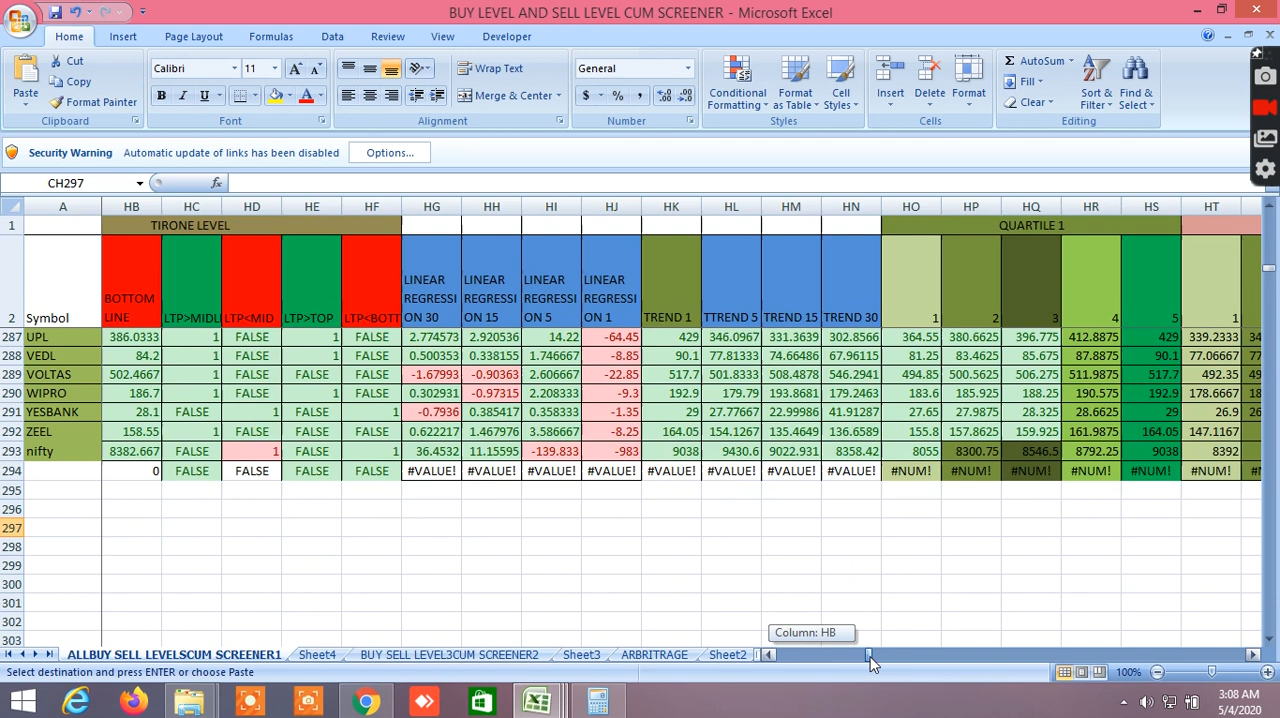 BUY LEVEL AND SELL LEVEL CUM SCREENER - Microsoft Excel
Home Insert Page Layout Formulas Data Review View Developer
Paste Cut Copy Format Painter Clipboard
Calibri 11 B I U A A A Font
Wrap Text Merge & Center Alignment
General $ % , Number
Conditional Formatting Format as Table Cell Styles Styles
Insert Delete Format Cells
Σ AutoSum Fill Clear Sort & Filter Find & Select Editing
Security Warning Automatic update of links has been disabled Options...
CH297 fx
A HB HC HD HE HF HG HH HI HJ HK HL HM HN HO HP HQ HR HS HT
1 TIRONE LEVEL QUARTILE 1
2 Symbol BOTTOM LINE LTP>MIDL LTP<MID LTP>TOP LTP<BOTT LINEAR REGRESSI ON 30 LINEAR REGRESSI ON 15 LINEAR REGRESSI ON 5 LINEAR REGRESSI ON 1 TREND 1 TTREND 5 TREND 15 TREND 30 1 2 3 4 5 1
287 UPL 386.0333 1 FALSE 1 FALSE 2.774573 2.920536 14.22 -64.45 429 346.0967 331.3639 302.8566 364.55 380.6625 396.775 412.8875 429 339.2333 34
288 VEDL 84.2 1 FALSE 1 FALSE 0.500353 0.338155 1.746667 -8.85 90.1 77.81333 74.66486 67.96115 81.25 83.4625 85.675 87.8875 90.1 77.06667 78
289 VOLTAS 502.4667 1 FALSE FALSE FALSE -1.67993 -0.90363 2.606667 -22.85 517.7 501.8333 508.4878 546.2941 494.85 500.5625 506.275 511.9875 517.7 492.35 49
290 WIPRO 186.7 1 FALSE 1 FALSE 0.302931 -0.97315 2.208333 -9.3 192.9 179.79 193.8681 199.2463 183.6 185.925 188.25 190.575 192.9 178.6667 18
291 YESBANK 28.1 FALSE 1 FALSE 1 -0.7936 0.385417 0.358333 -1.35 29 27.77667 22.99986 41.91287 27.65 27.9875 28.325 28.6625 29 26.9
292 ZEEL 158.55 1 FALSE FALSE FALSE 0.622217 1.467976 3.586667 -8.25 164.05 154.1267 135.4649 136.6589 155.8 157.8625 159.925 161.9875 164.05 147.1167
293 nifty 8382.667 FALSE 1 FALSE 1 36.4532 11.15595 -139.833 -983 9038 9430.6 9022.931 8358.42 8055 8300.75 8546.5 8792.25 9038 8392
294 0 FALSE FALSE FALSE FALSE #VALUE! #VALUE! #VALUE! #VALUE! #VALUE! #VALUE! #VALUE! #VALUE! #NUM! #NUM! #NUM! #NUM! #NUM! #NUM!
295
296
297
298
299
300
301
302
303
Column: HB
ALLBUY SELL LEVELSCUM SCREENER1 Sheet4 BUY SELL LEVEL3CUM SCREENER2 Sheet3 ARBRITRAGE Sheet2
Select destination and press ENTER or choose Paste 100%
3:08 AM
5/4/2020